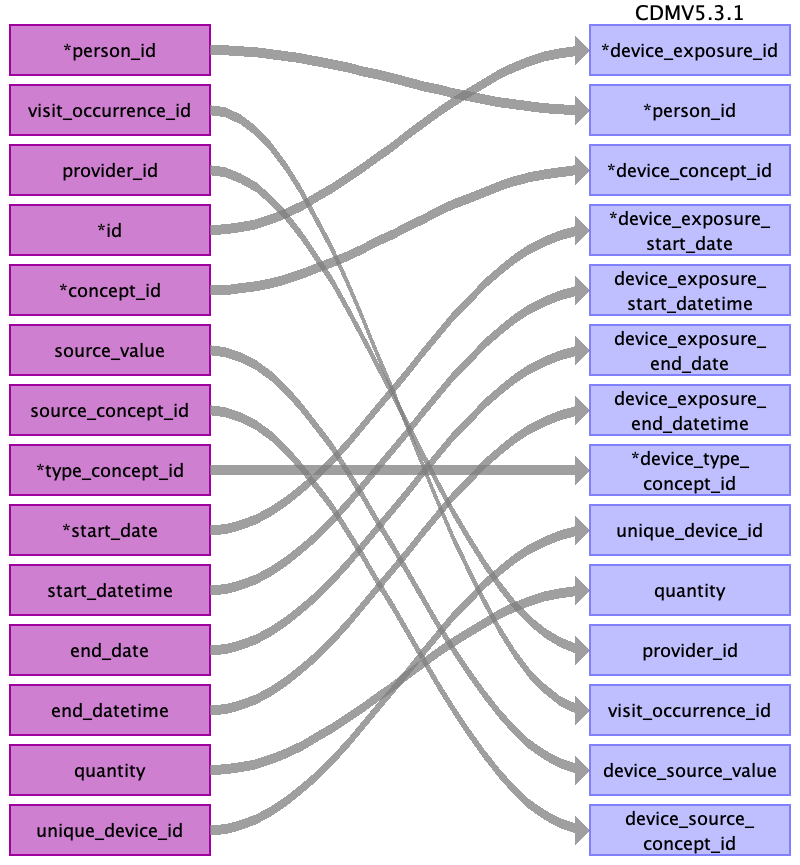 CDMV5.3.1
*person_id
visit_occurrence_id
provider_id
*id
*concept_id
source_value
source_concept_id
*type_concept_id
*start_date
start_datetime
end_date
end_datetime
quantity
unique_device_id
*device_exposure_id
*person_id
*device_concept_id
*device_exposure_
start_date
device_exposure_
start_datetime
device_exposure_
end_date
device_exposure_
end_datetime
*device_type_
concept_id
unique_device_id
quantity
provider_id
visit_occurrence_id
device_source_value
device_source_
concept_id